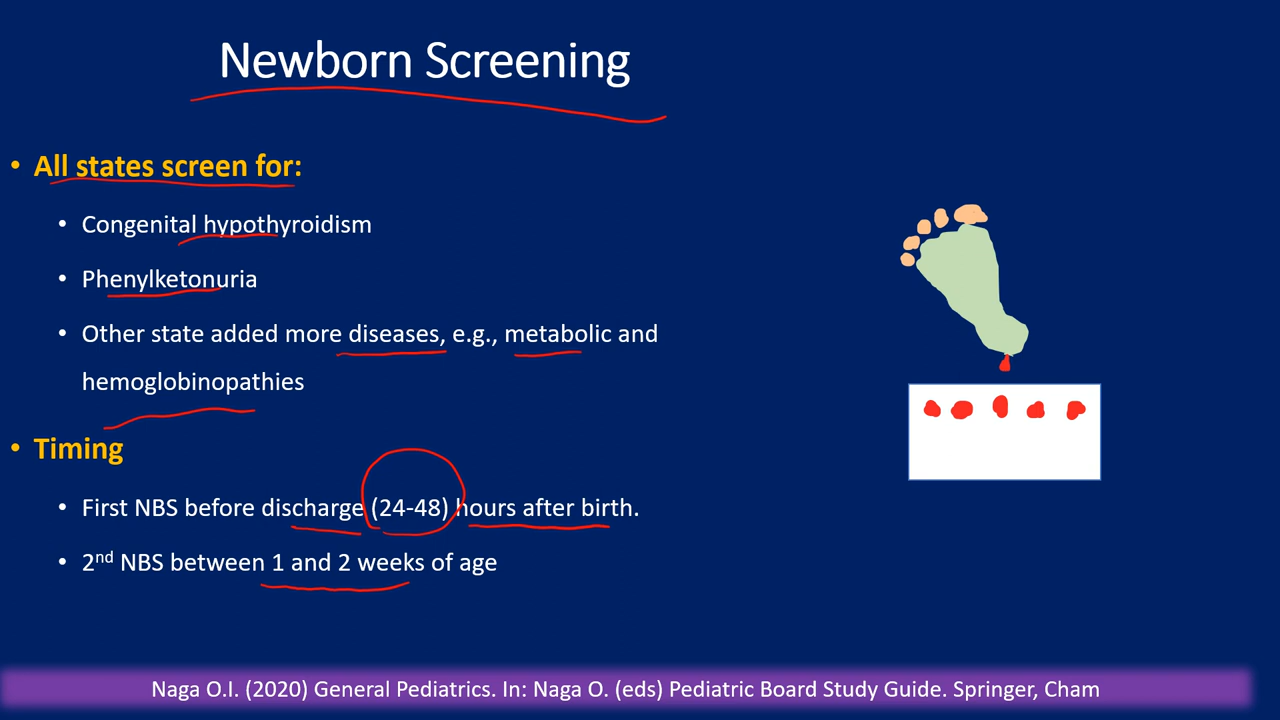 Newborn Screening
• All states screen for:
• Congenital hypothyroidism
• Phenylketonuria
• Other state added more diseases, e.g., metabolic and
hemoglobinopathies
• Timing
• First NBS before discharge (24-48) hours after birth.
• 2nd NBS between 1 and 2 weeks of age
Naga O.I. (2020) General Pediatrics. In: Naga O. (eds) Pediatric Board Study Guide. Springer, Cham